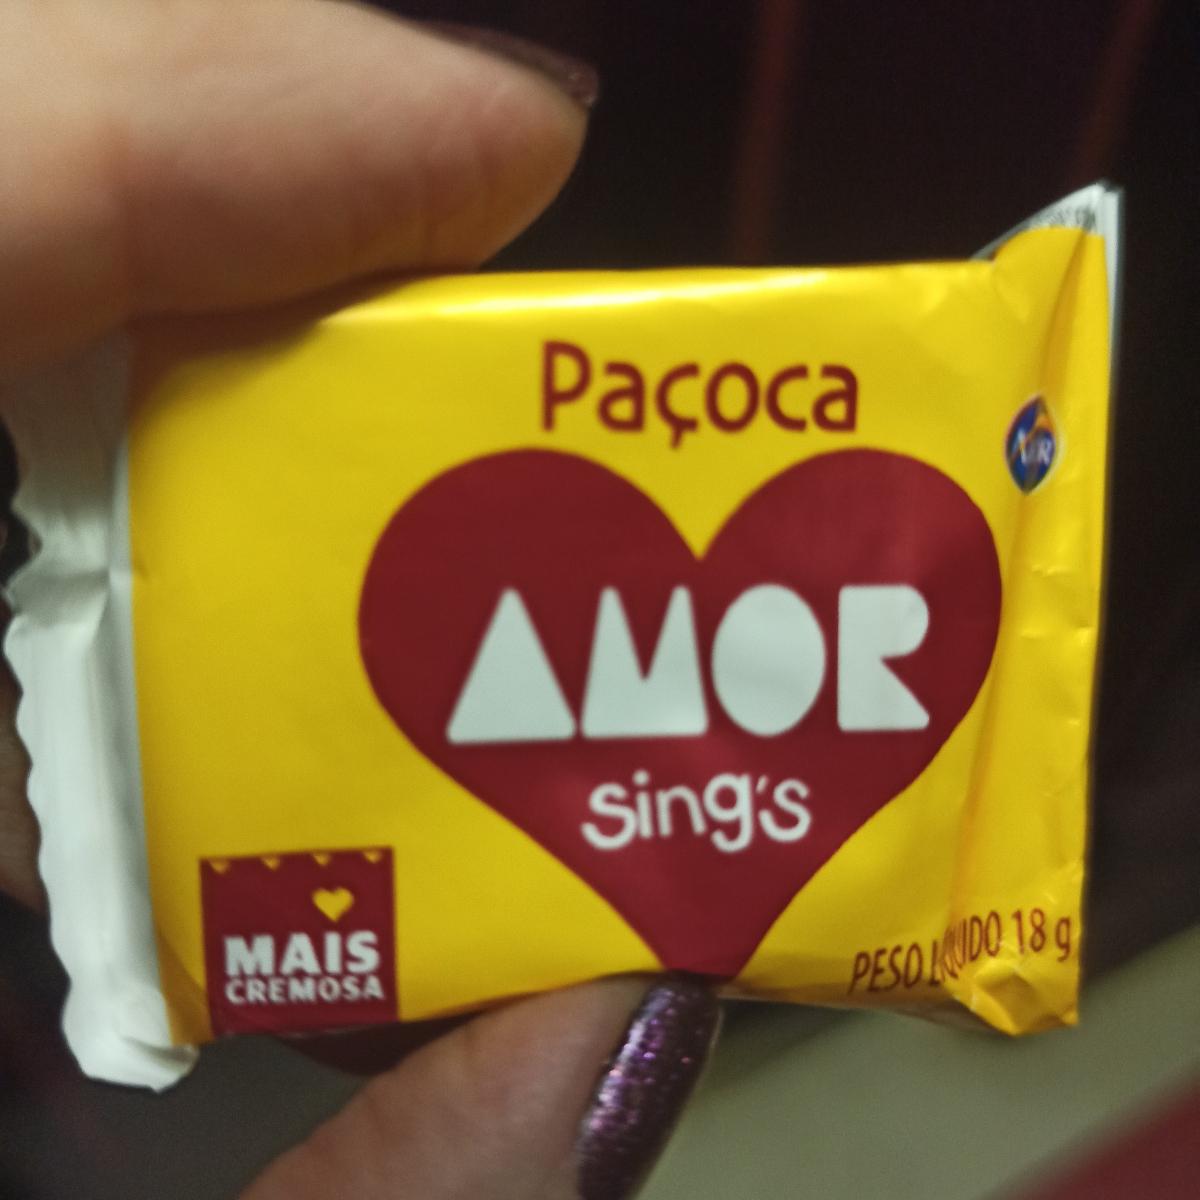 Paçoca
AMOR
sing's
MAIS
CREMOSA
PESO LÍQUIDO 18 g